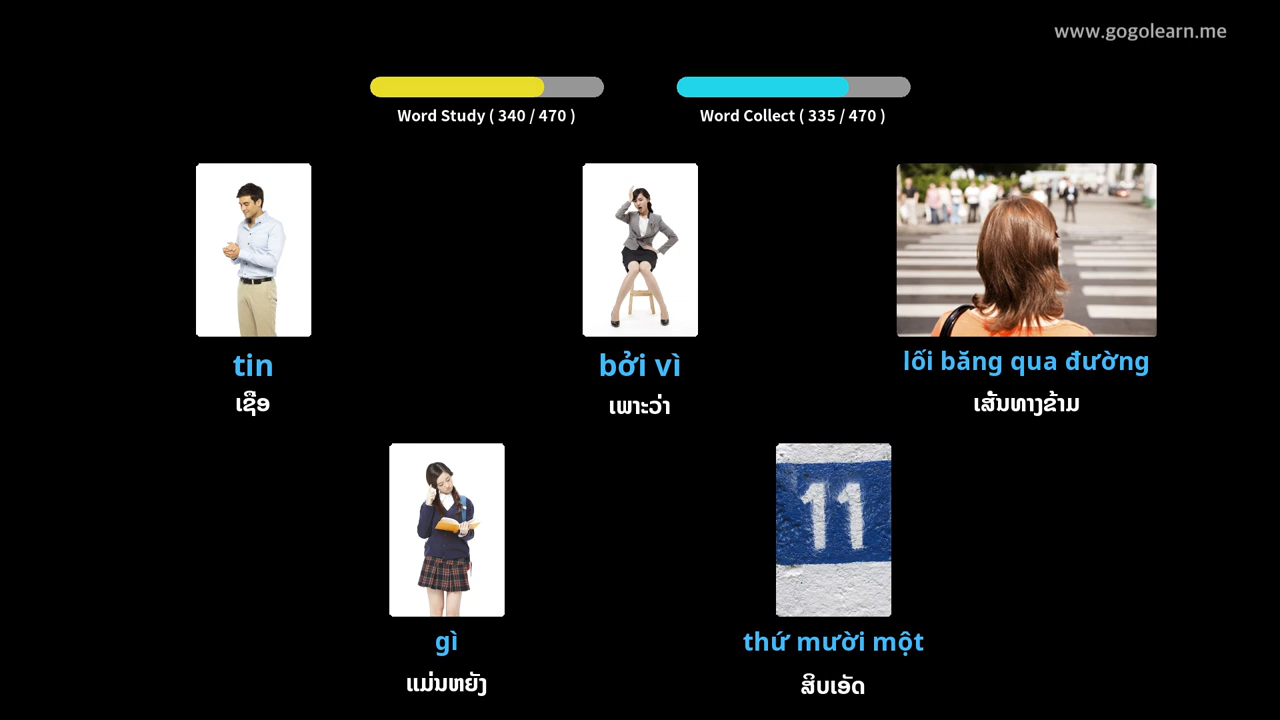 www.gogolearn.me
Word Study ( 340 / 470 )
Word Collect ( 335 / 470 )
tin
ເຊື່ອ
bởi vì
ເພາະວ່າ
lối băng qua đường
ເສັ້ນທາງຂ້າມ
11
gì
ແມ່ນຫຍັງ
thứ mười một
ສິບເອັດ